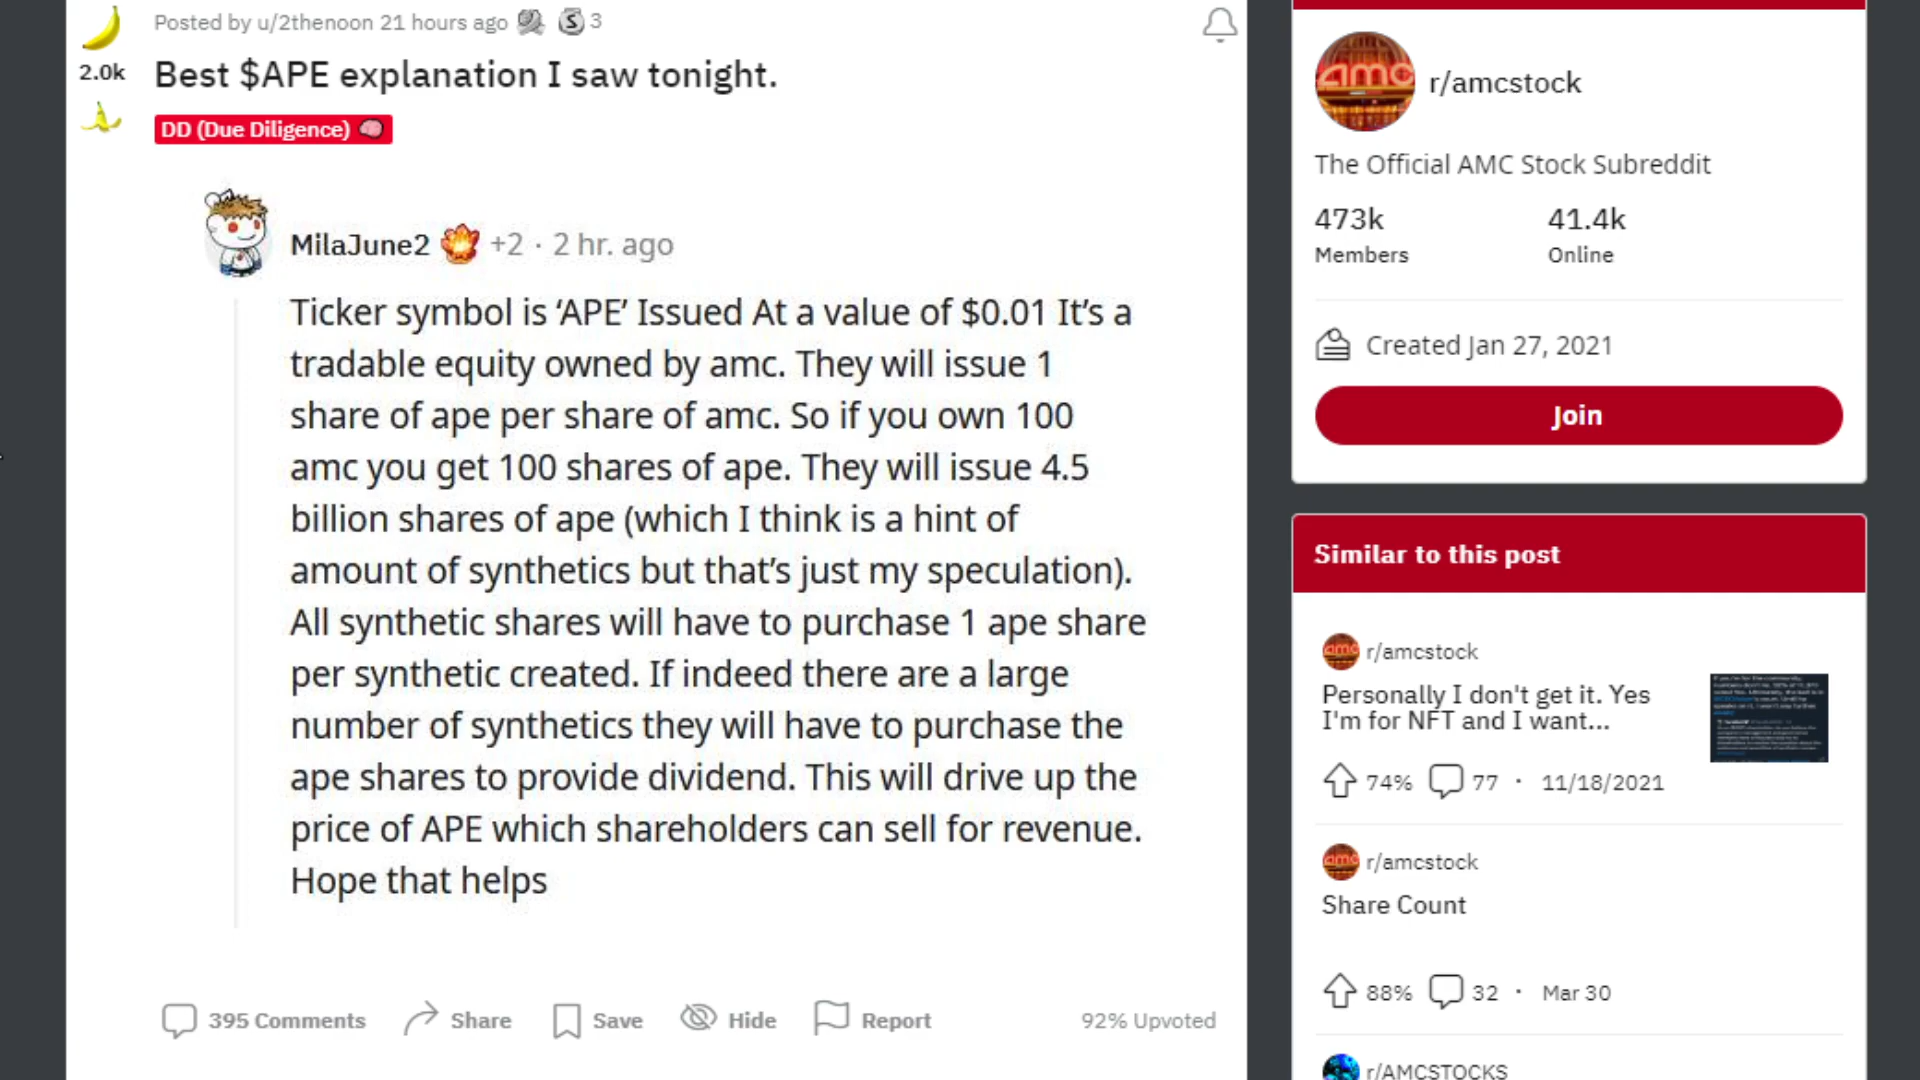 Posted by u/2thenoon 21 hours ago 3
2.0k
Best $APE explanation I saw tonight.
DD (Due Diligence)
MilaJune2 +2 · 2 hr. ago
Ticker symbol is ‘APE’ Issued At a value of $0.01 It’s a
tradable equity owned by amc. They will issue 1
share of ape per share of amc. So if you own 100
amc you get 100 shares of ape. They will issue 4.5
billion shares of ape (which I think is a hint of
amount of synthetics but that’s just my speculation).
All synthetic shares will have to purchase 1 ape share
per synthetic created. If indeed there are a large
number of synthetics they will have to purchase the
ape shares to provide dividend. This will drive up the
price of APE which shareholders can sell for revenue.
Hope that helps
395 Comments Share Save Hide Report 92% Upvoted
amc
r/amcstock
The Official AMC Stock Subreddit
473k 41.4k
Members Online
Created Jan 27, 2021
Join
Similar to this post
amc r/amcstock
Personally I don't get it. Yes
I'm for NFT and I want...
74% 77 · 11/18/2021
amc r/amcstock
Share Count
88% 32 · Mar 30
r/AMCSTOCKS